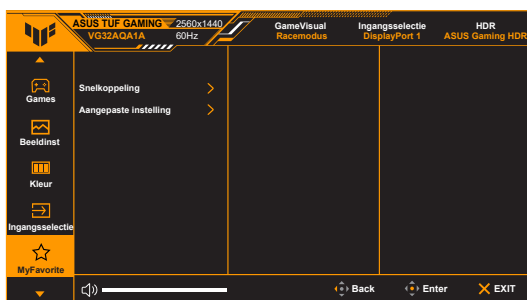 ASUS TUF GAMING 2560x1440 GameVisual Ingangsselectie HDR
VG32AQA1A 60Hz Racemodus DisplayPort 1 ASUS Gaming HDR
Games
Snelkoppeling
Aangepaste instelling
Beeldinst
Kleur
Ingangsselectie
MyFavorite
Back Enter EXIT